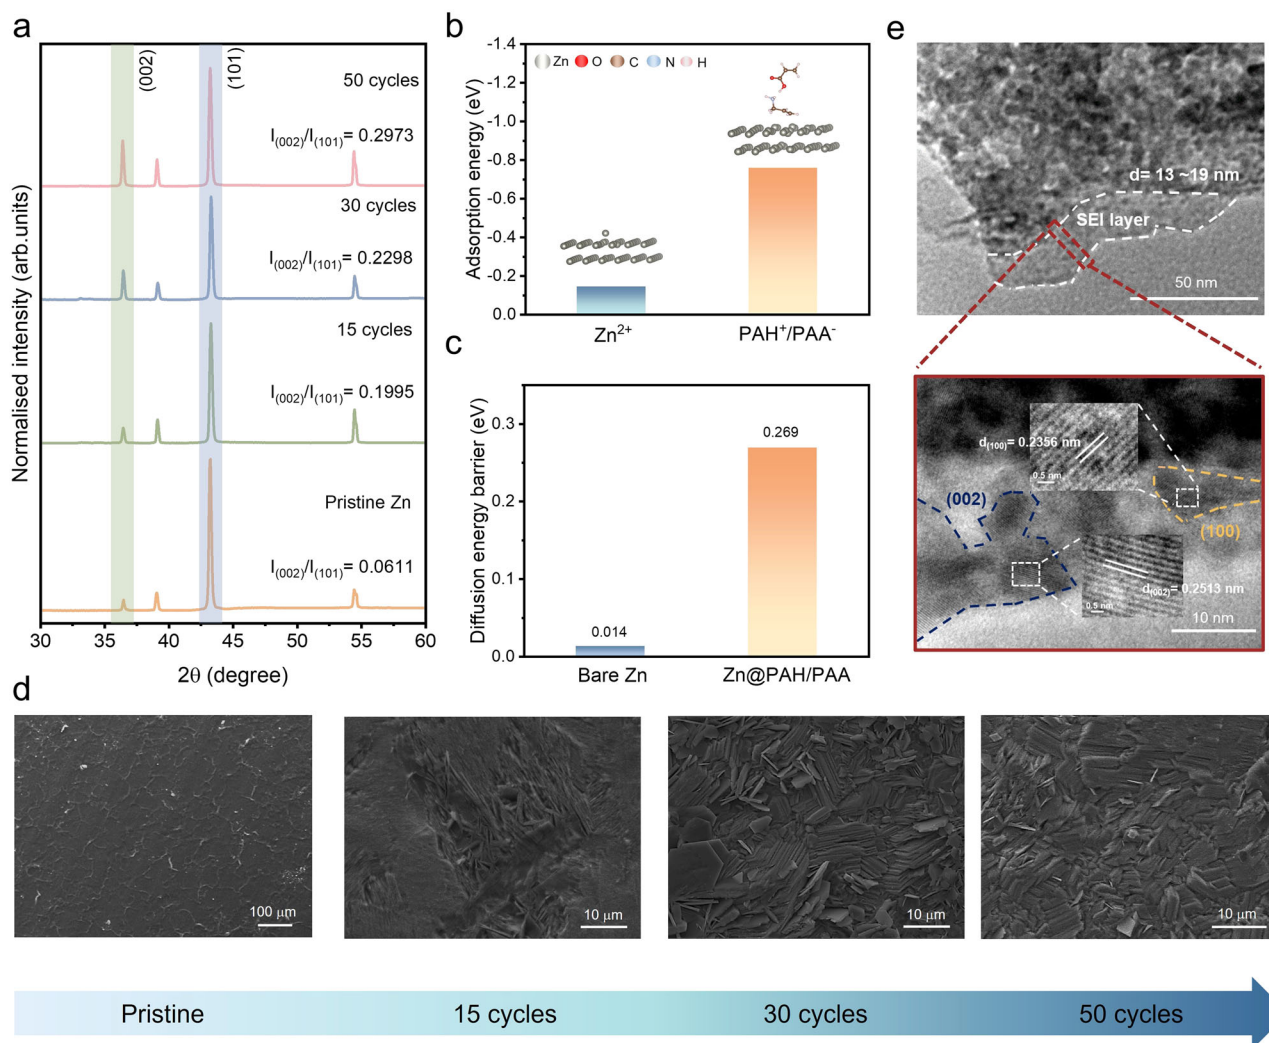 a
Normalised intensity (arb.units)
(002)
(101)
50 cycles
I(002)/I(101)= 0.2973
30 cycles
I(002)/I(101)= 0.2298
15 cycles
I(002)/I(101)= 0.1995
Pristine Zn
I(002)/I(101)= 0.0611
30 35 40 45 50 55 60
2θ (degree)
b
Adsorption energy (eV)
-1.4
-1.2
-1.0
-0.8
-0.6
-0.4
-0.2
0.0
Zn O C N H
Zn2+ PAH+/PAA-
c
Diffusion energy barrier (eV)
0.3
0.2
0.1
0.0
0.014
0.269
Bare Zn Zn@PAH/PAA
e
d= 13 ~19 nm
SEI layer
50 nm
d(100)= 0.2356 nm
0.5 nm
(002)
(100)
d(002)= 0.2513 nm
0.5 nm
10 nm
d
100 μm
10 μm
10 μm
10 μm
Pristine 15 cycles 30 cycles 50 cycles